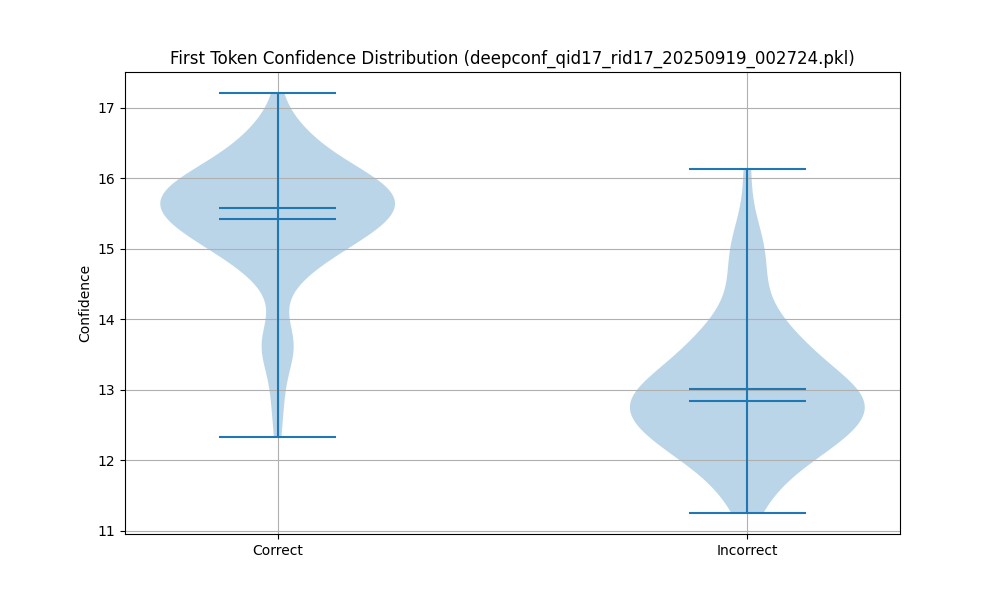 First Token Confidence Distribution (deepconf_qid17_rid17_20250919_002724.pkl)
Confidence
17
16
15
14
13
12
11
Correct
Incorrect